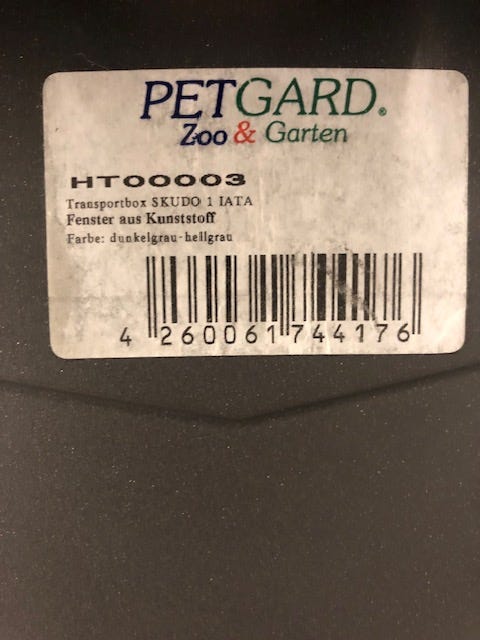 PETGARD®
Zoo & Garten
HT00003
Transportbox SKUDO 1 IATA
Fenster aus Kunststoff
Farbe: dunkelgrau-hellgrau
4 260061 744176